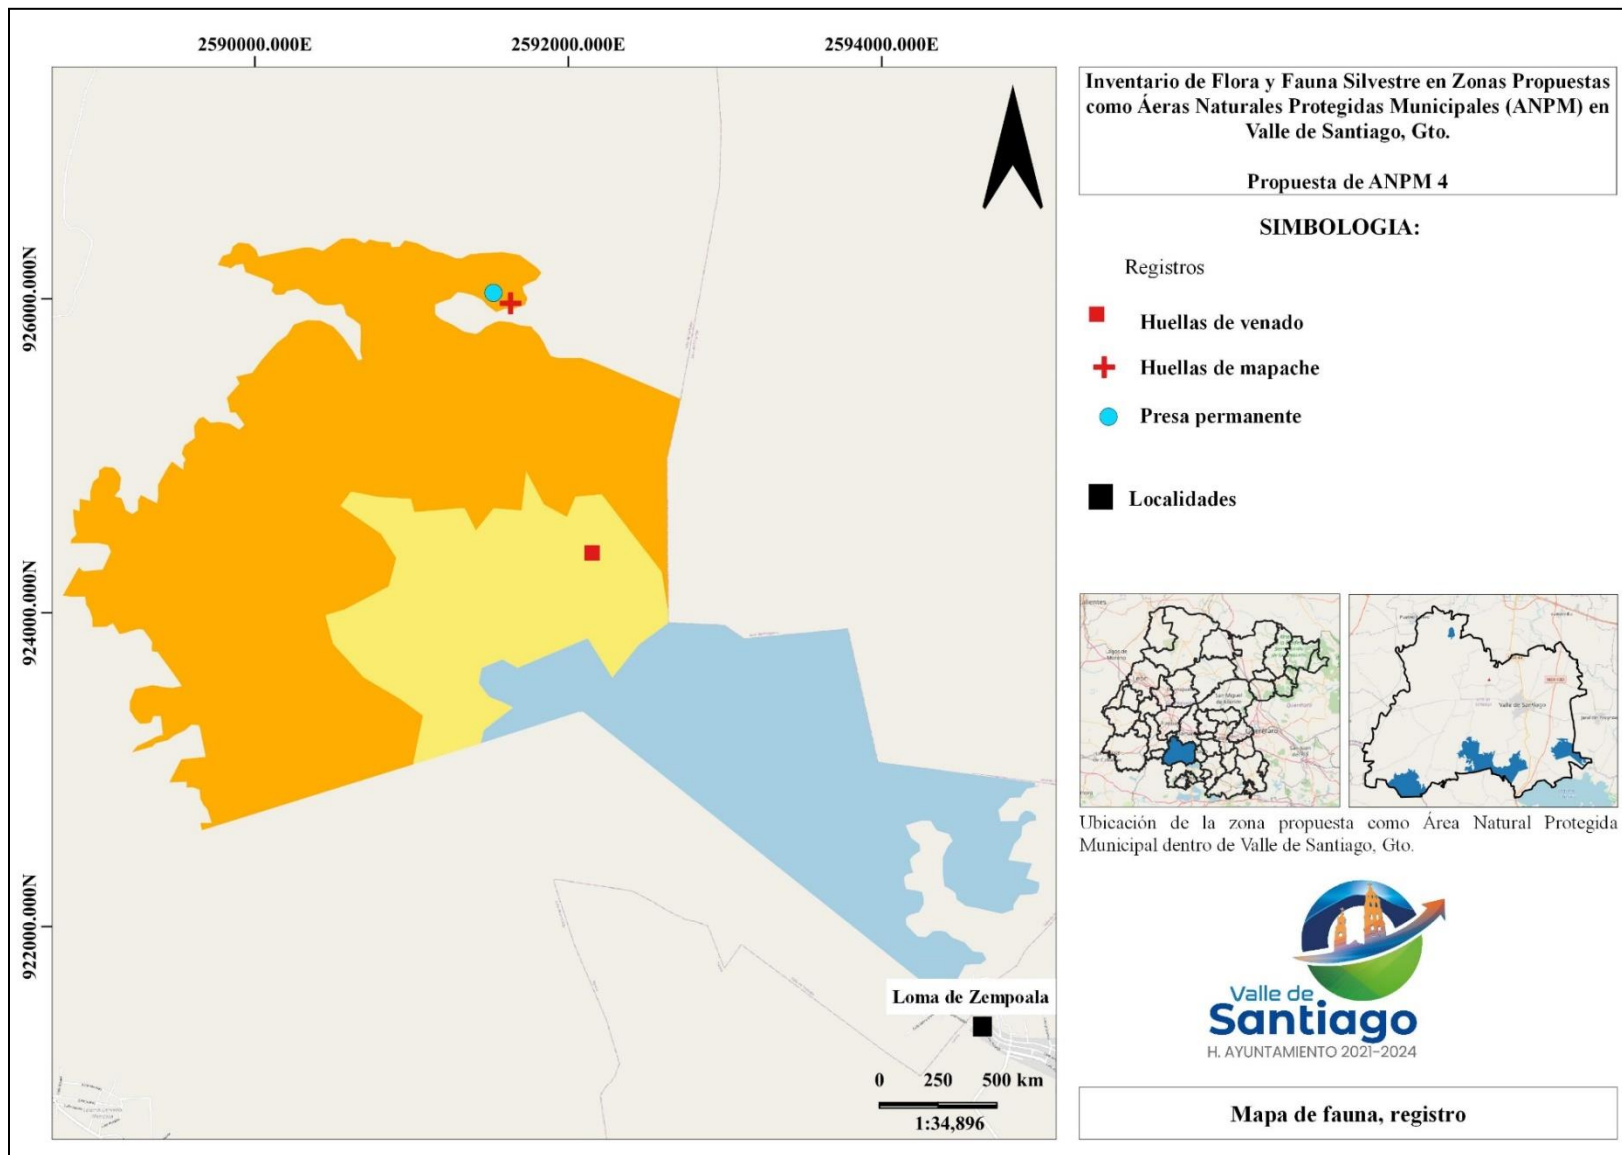 2590000.000E
2592000.000E
2594000.000E
926000.000N
924000.000N
922000.000N
Loma de Zempoala
0 250 500 km
1:34,896
Inventario de Flora y Fauna Silvestre en Zonas Propuestas
como Áeras Naturales Protegidas Municipales (ANPM) en
Valle de Santiago, Gto.
Propuesta de ANPM 4
SIMBOLOGIA:
Registros
Huellas de venado
Huellas de mapache
Presa permanente
Localidades
Valle de Santiago
Ubicación de la zona propuesta como Área Natural Protegida
Municipal dentro de Valle de Santiago, Gto.
Valle de
Santiago
H. AYUNTAMIENTO 2021-2024
Mapa de fauna, registro